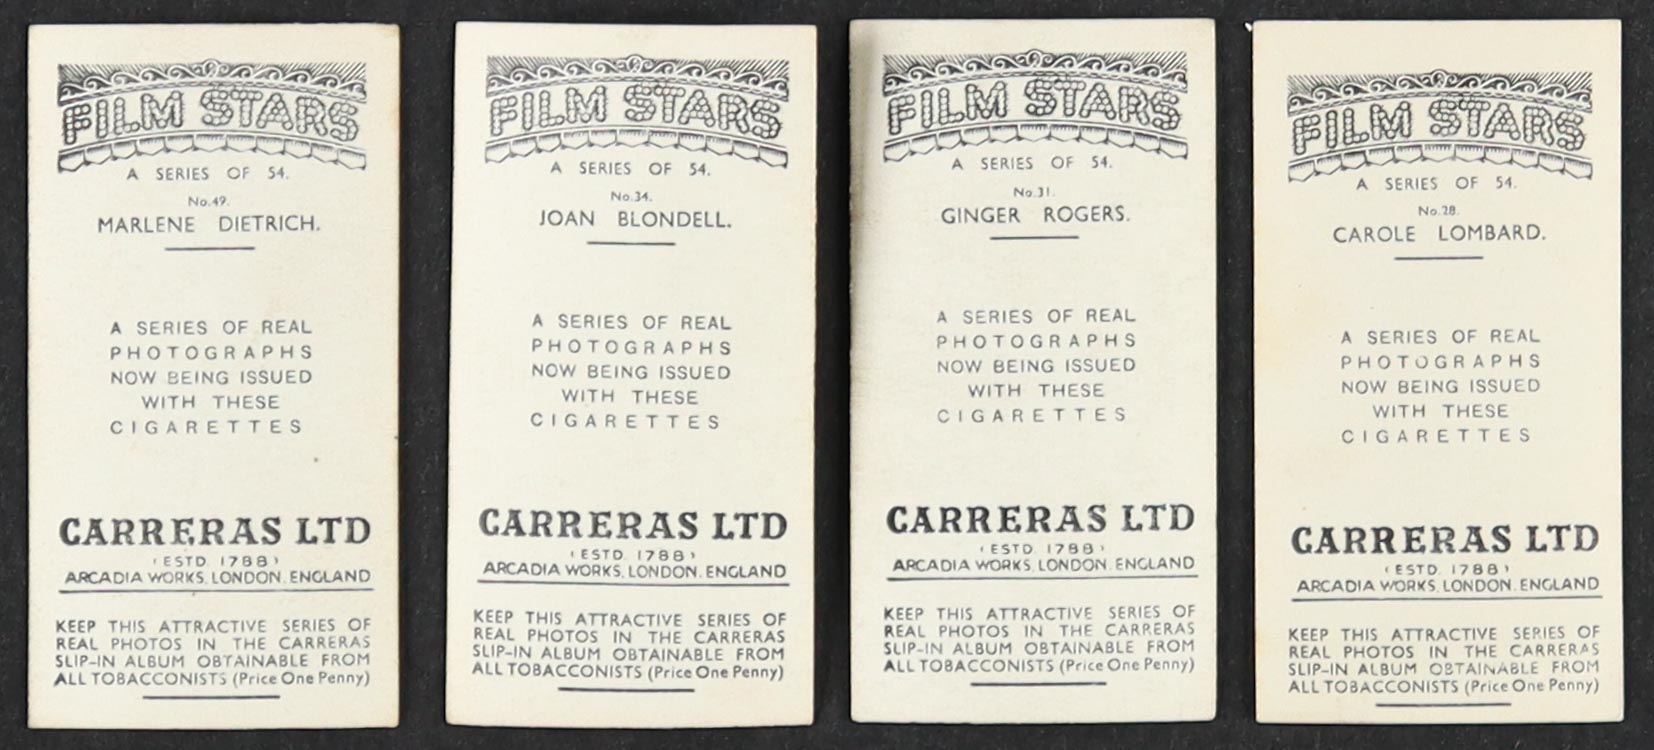 FILM STARS
A SERIES OF 54.
No.49.
MARLENE DIETRICH.
A SERIES OF REAL
PHOTOGRAPHS
NOW BEING ISSUED
WITH THESE
CIGARETTES
CARRERAS LTD
(ESTD. 1788)
ARCADIA WORKS, LONDON. ENGLAND
KEEP THIS ATTRACTIVE SERIES OF
REAL PHOTOS IN THE CARRERAS
SLIP-IN ALBUM OBTAINABLE FROM
ALL TOBACCONISTS (Price One Penny)
FILM STARS
A SERIES OF 54.
No.34.
JOAN BLONDELL.
A SERIES OF REAL
PHOTOGRAPHS
NOW BEING ISSUED
WITH THESE
CIGARETTES
CARRERAS LTD
(ESTD. 1788)
ARCADIA WORKS, LONDON. ENGLAND
KEEP THIS ATTRACTIVE SERIES OF
REAL PHOTOS IN THE CARRERAS
SLIP-IN ALBUM OBTAINABLE FROM
ALL TOBACCONISTS (Price One Penny)
FILM STARS
A SERIES OF 54.
No.31.
GINGER ROGERS.
A SERIES OF REAL
PHOTOGRAPHS
NOW BEING ISSUED
WITH THESE
CIGARETTES
CARRERAS LTD
(ESTD. 1788)
ARCADIA WORKS, LONDON. ENGLAND
KEEP THIS ATTRACTIVE SERIES OF
REAL PHOTOS IN THE CARRERAS
SLIP-IN ALBUM OBTAINABLE FROM
ALL TOBACCONISTS (Price One Penny)
FILM STARS
A SERIES OF 54.
No.28.
CAROLE LOMBARD.
A SERIES OF REAL
PHOTOGRAPHS
NOW BEING ISSUED
WITH THESE
CIGARETTES
CARRERAS LTD
(ESTD. 1788)
ARCADIA WORKS, LONDON. ENGLAND
KEEP THIS ATTRACTIVE SERIES OF
REAL PHOTOS IN THE CARRERAS
SLIP-IN ALBUM OBTAINABLE FROM
ALL TOBACCONISTS (Price One Penny)